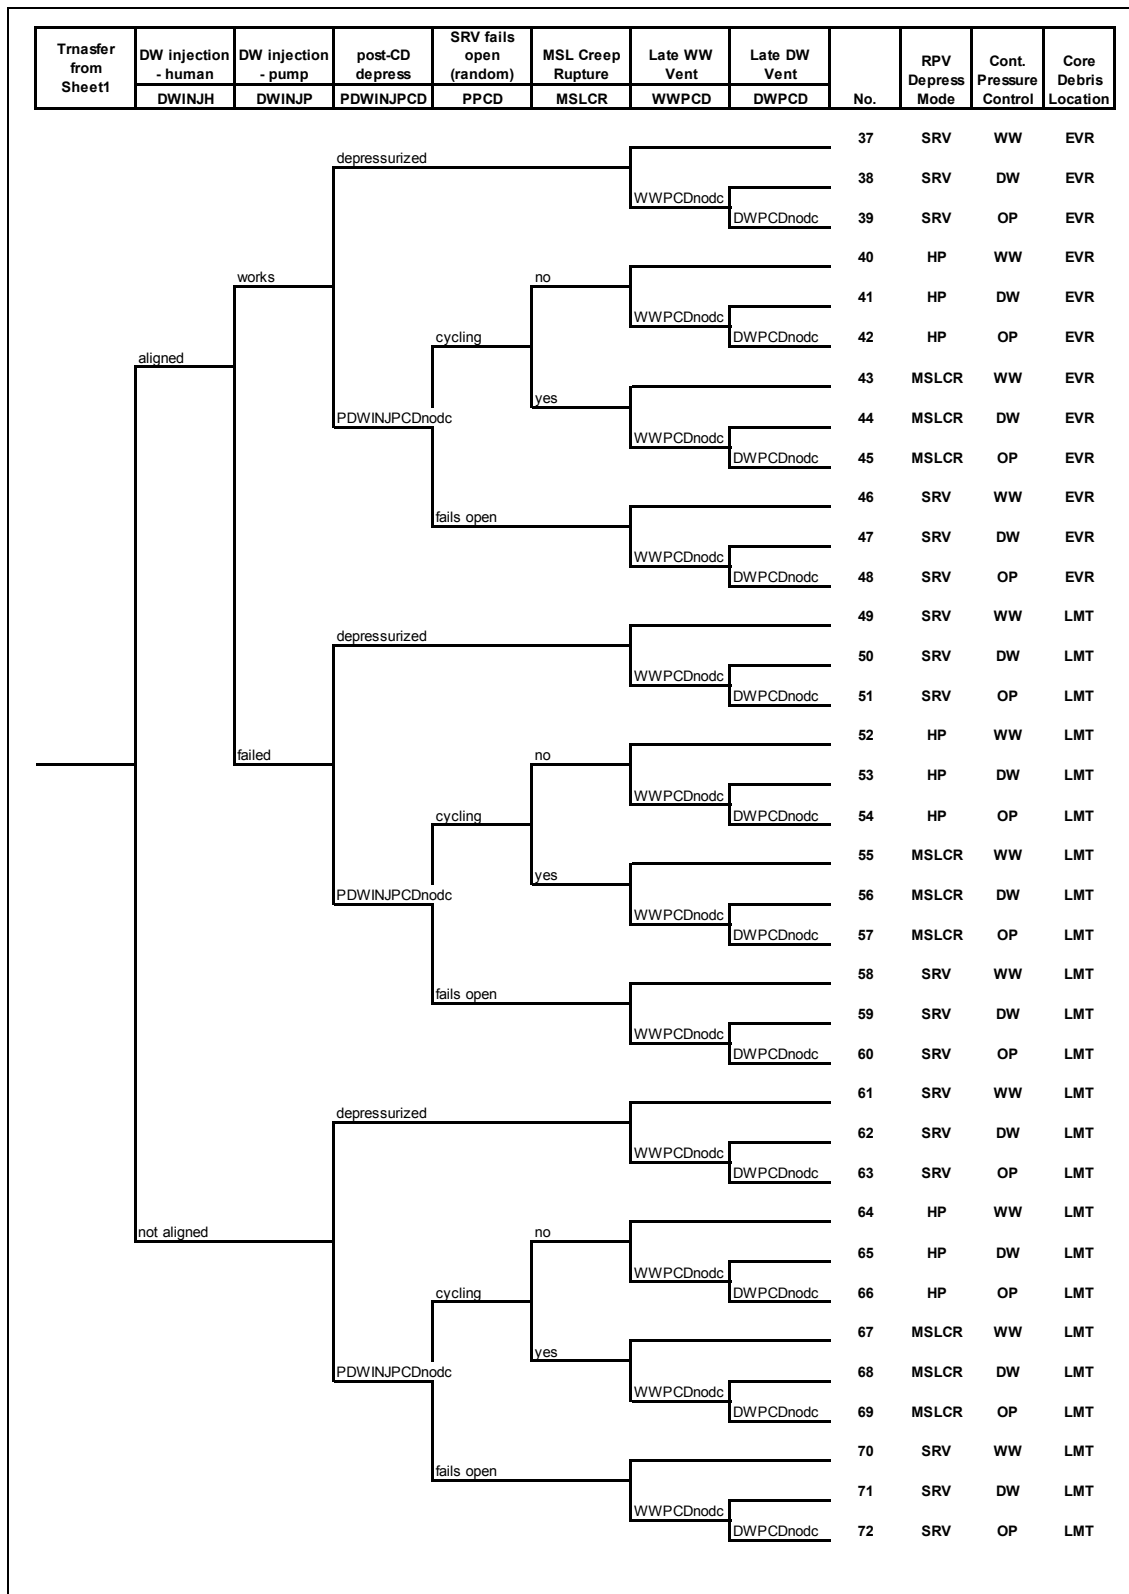 Trnasfer from Sheet1
DW injection - human
DW injection - pump
post-CD depress
SRV fails open (random)
MSL Creep Rupture
Late WW Vent
Late DW Vent
No.
RPV Depress Mode
Cont. Pressure Control
Core Debris Location
DWINJH DWINJP PDWINJPCD PPCD MSLCR WWPCD DWPCD
37 SRV WW EVR
depressurized
38 SRV DW EVR
WWPCDnodc
DWPCDnodc 39 SRV OP EVR
40 HP WW EVR
works
no
41 HP DW EVR
WWPCDnodc
cycling
DWPCDnodc 42 HP OP EVR
aligned
43 MSLCR WW EVR
yes
PDWINJPCDnodc
44 MSLCR DW EVR
WWPCDnodc
DWPCDnodc 45 MSLCR OP EVR
46 SRV WW EVR
fails open
47 SRV DW EVR
WWPCDnodc
DWPCDnodc 48 SRV OP EVR
49 SRV WW LMT
depressurized
50 SRV DW LMT
WWPCDnodc
DWPCDnodc 51 SRV OP LMT
52 HP WW LMT
failed
no
53 HP DW LMT
WWPCDnodc
cycling
DWPCDnodc 54 HP OP LMT
55 MSLCR WW LMT
yes
PDWINJPCDnodc
56 MSLCR DW LMT
WWPCDnodc
DWPCDnodc 57 MSLCR OP LMT
58 SRV WW LMT
fails open
59 SRV DW LMT
WWPCDnodc
DWPCDnodc 60 SRV OP LMT
61 SRV WW LMT
depressurized
62 SRV DW LMT
WWPCDnodc
DWPCDnodc 63 SRV OP LMT
64 HP WW LMT
not aligned
no
65 HP DW LMT
WWPCDnodc
cycling
DWPCDnodc 66 HP OP LMT
67 MSLCR WW LMT
yes
PDWINJPCDnodc
68 MSLCR DW LMT
WWPCDnodc
DWPCDnodc 69 MSLCR OP LMT
70 SRV WW LMT
fails open
71 SRV DW LMT
WWPCDnodc
DWPCDnodc 72 SRV OP LMT